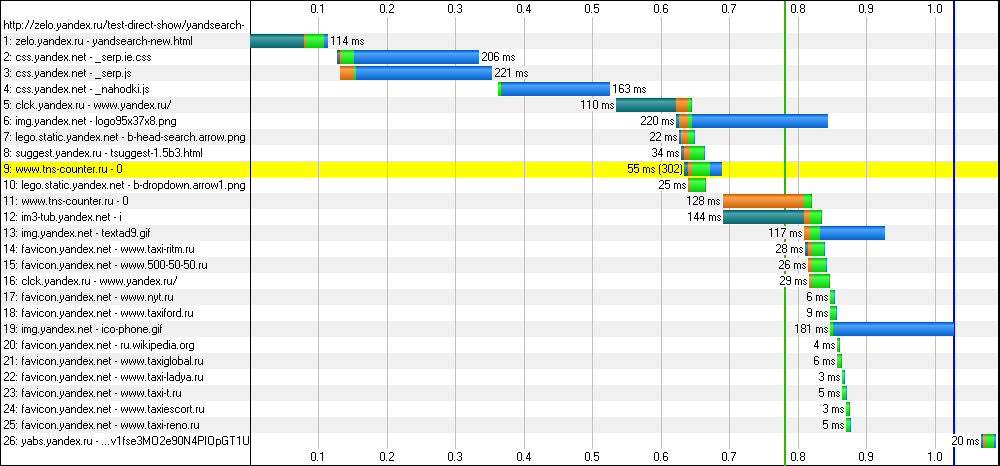 0.1 0.2 0.3 0.4 0.5 0.6 0.7 0.8 0.9 1.0
http://zelo.yandex.ru/test-direct-show/yandsearch-
1: zelo.yandex.ru - yandsearch-new.html 114 ms
2: css.yandex.net - _serp.ie.css 206 ms
3: css.yandex.net - _serp.js 221 ms
4: css.yandex.net - _nahodki.js 163 ms
5: clck.yandex.ru - www.yandex.ru/ 110 ms
6: img.yandex.net - logo95x37x8.png 220 ms
7: lego.static.yandex.net - b-head-search.arrow.png 22 ms
8: suggest.yandex.ru - tsuggest-1.5b3.html 34 ms
9: www.tns-counter.ru - 0 55 ms (302)
10: lego.static.yandex.net - b-dropdown.arrow1.png 25 ms
11: www.tns-counter.ru - 0 128 ms
12: im3-tub.yandex.net - i 144 ms
13: img.yandex.net - textad9.gif 117 ms
14: favicon.yandex.net - www.taxi-ritm.ru 28 ms
15: favicon.yandex.net - www.500-50-50.ru 26 ms
16: clck.yandex.ru - www.yandex.ru/ 29 ms
17: favicon.yandex.net - www.nyt.ru 6 ms
18: favicon.yandex.net - www.taxiford.ru 9 ms
19: img.yandex.net - ico-phone.gif 181 ms
20: favicon.yandex.net - ru.wikipedia.org 4 ms
21: favicon.yandex.net - www.taxiglobal.ru 6 ms
22: favicon.yandex.net - www.taxi-ladya.ru 3 ms
23: favicon.yandex.net - www.taxi-t.ru 5 ms
24: favicon.yandex.net - www.taxiescort.ru 3 ms
25: favicon.yandex.net - www.taxi-reno.ru 5 ms
26: yabs.yandex.ru - ...v1fse3MO2e90N4PIOpGT1U 20 ms
0.1 0.2 0.3 0.4 0.5 0.6 0.7 0.8 0.9 1.0